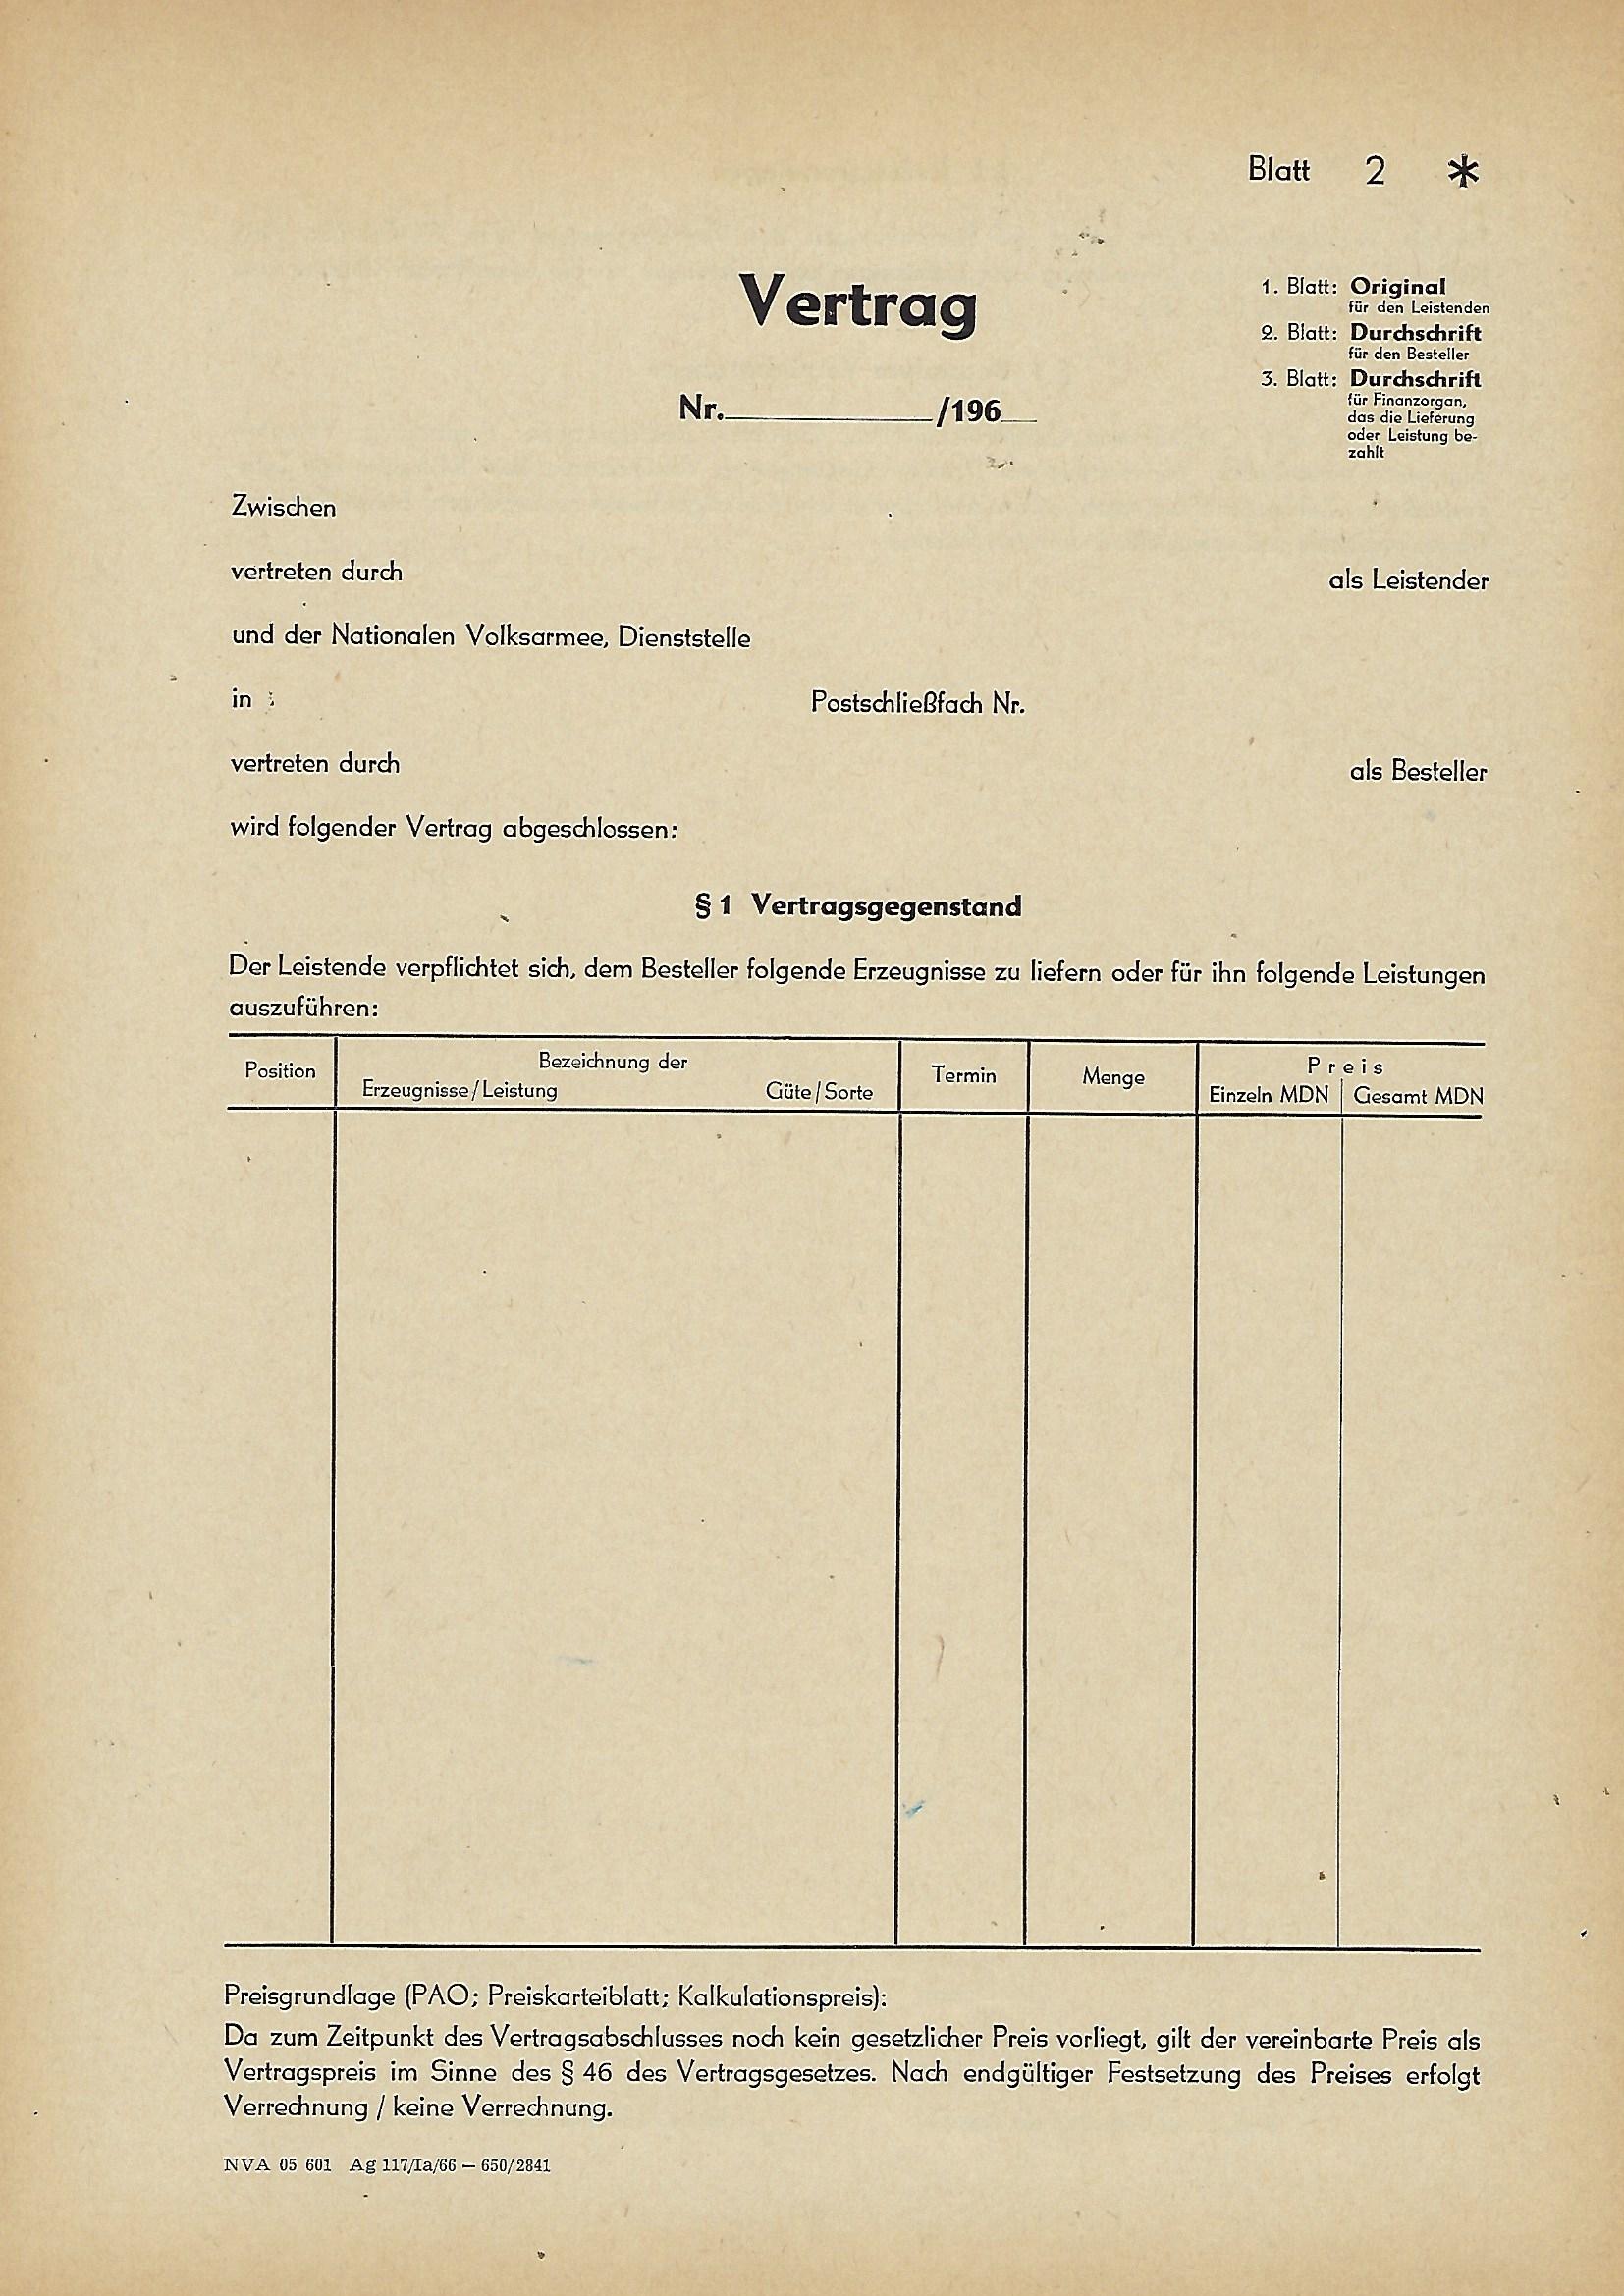 Blatt 2 *
Vertrag
Nr.____________/196__
1. Blatt: Original
für den Leistenden
2. Blatt: Durchschrift
für den Besteller
3. Blatt: Durchschrift
für Finanzorgan,
das die Lieferung
oder Leistung be-
zahlt
Zwischen
vertreten durch
als Leistender
und der Nationalen Volksarmee, Dienststelle
in
Postschließfach Nr.
vertreten durch
als Besteller
wird folgender Vertrag abgeschlossen:
§ 1 Vertragsgegenstand
Der Leistende verpflichtet sich, dem Besteller folgende Erzeugnisse zu liefern oder für ihn folgende Leistungen
auszuführen:
Position
Bezeichnung der
Erzeugnisse / Leistung
Güte / Sorte
Termin
Menge
Preis
Einzeln MDN
Gesamt MDN
Preisgrundlage (PAO; Preiskarteiblatt; Kalkulationspreis):
Da zum Zeitpunkt des Vertragsabschlusses noch kein gesetzlicher Preis vorliegt, gilt der vereinbarte Preis als
Vertragspreis im Sinne des § 46 des Vertragsgesetzes. Nach endgültiger Festsetzung des Preises erfolgt
Verrechnung / keine Verrechnung.
NVA 05 601 Ag 117/Ia/66 — 650/2841